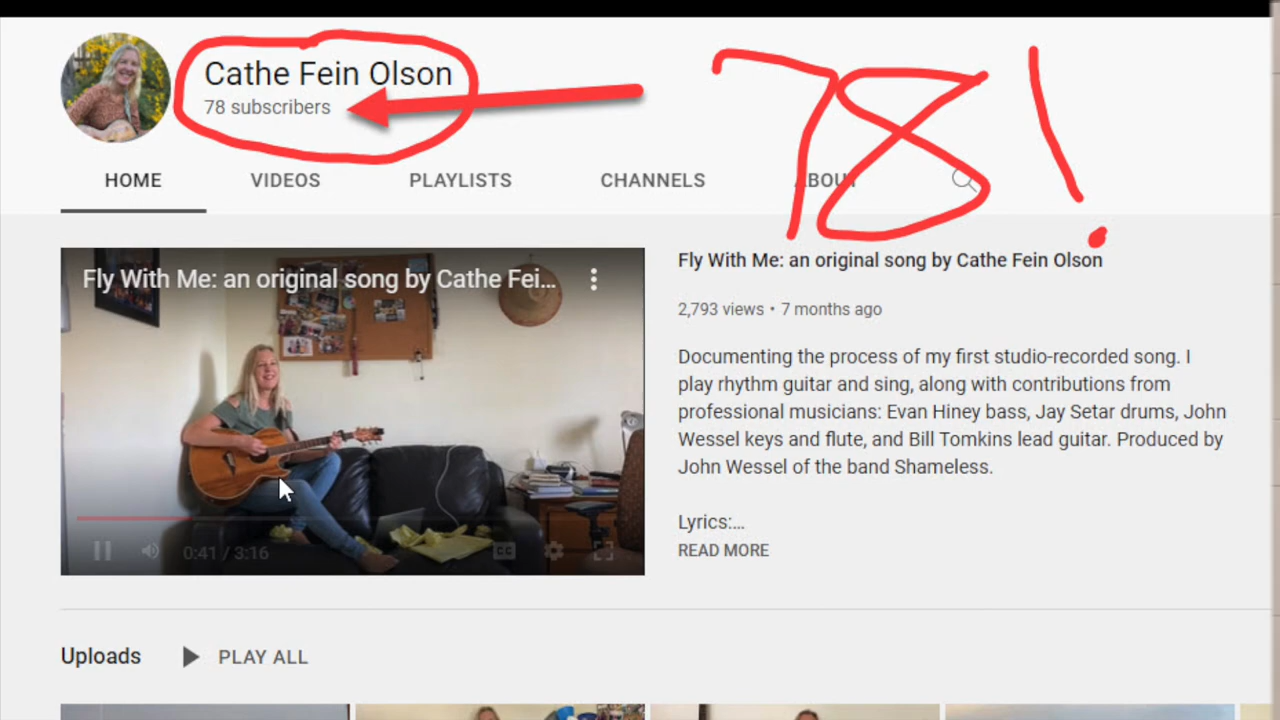 Cathe Fein Olson
78 subscribers
78!
HOME VIDEOS PLAYLISTS CHANNELS ABOUT
Fly With Me: an original song by Cathe Fei...
0:41 / 3:16
CC
Fly With Me: an original song by Cathe Fein Olson
2,793 views • 7 months ago
Documenting the process of my first studio-recorded song. I
play rhythm guitar and sing, along with contributions from
professional musicians: Evan Hiney bass, Jay Setar drums, John
Wessel keys and flute, and Bill Tomkins lead guitar. Produced by
John Wessel of the band Shameless.
Lyrics:...
READ MORE
Uploads PLAY ALL